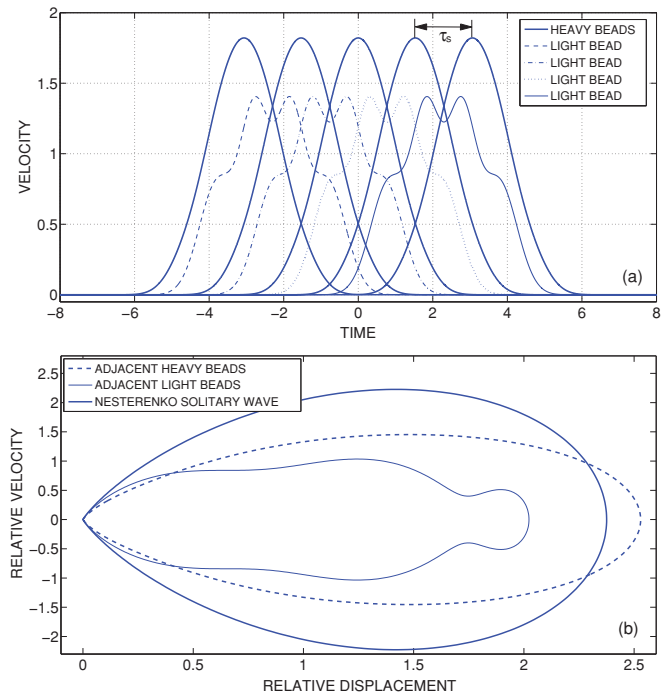 2
1.5
1
0.5
0
VELOCITY
τs
HEAVY BEADS
LIGHT BEAD
LIGHT BEAD
LIGHT BEAD
LIGHT BEAD
(a)
−8 −6 −4 −2 0 2 4 6 8
TIME
2.5
2
1.5
1
0.5
0
−0.5
−1
−1.5
−2
RELATIVE VELOCITY
ADJACENT HEAVY BEADS
ADJACENT LIGHT BEADS
NESTERENKO SOLITARY WAVE
(b)
0 0.5 1 1.5 2 2.5
RELATIVE DISPLACEMENT